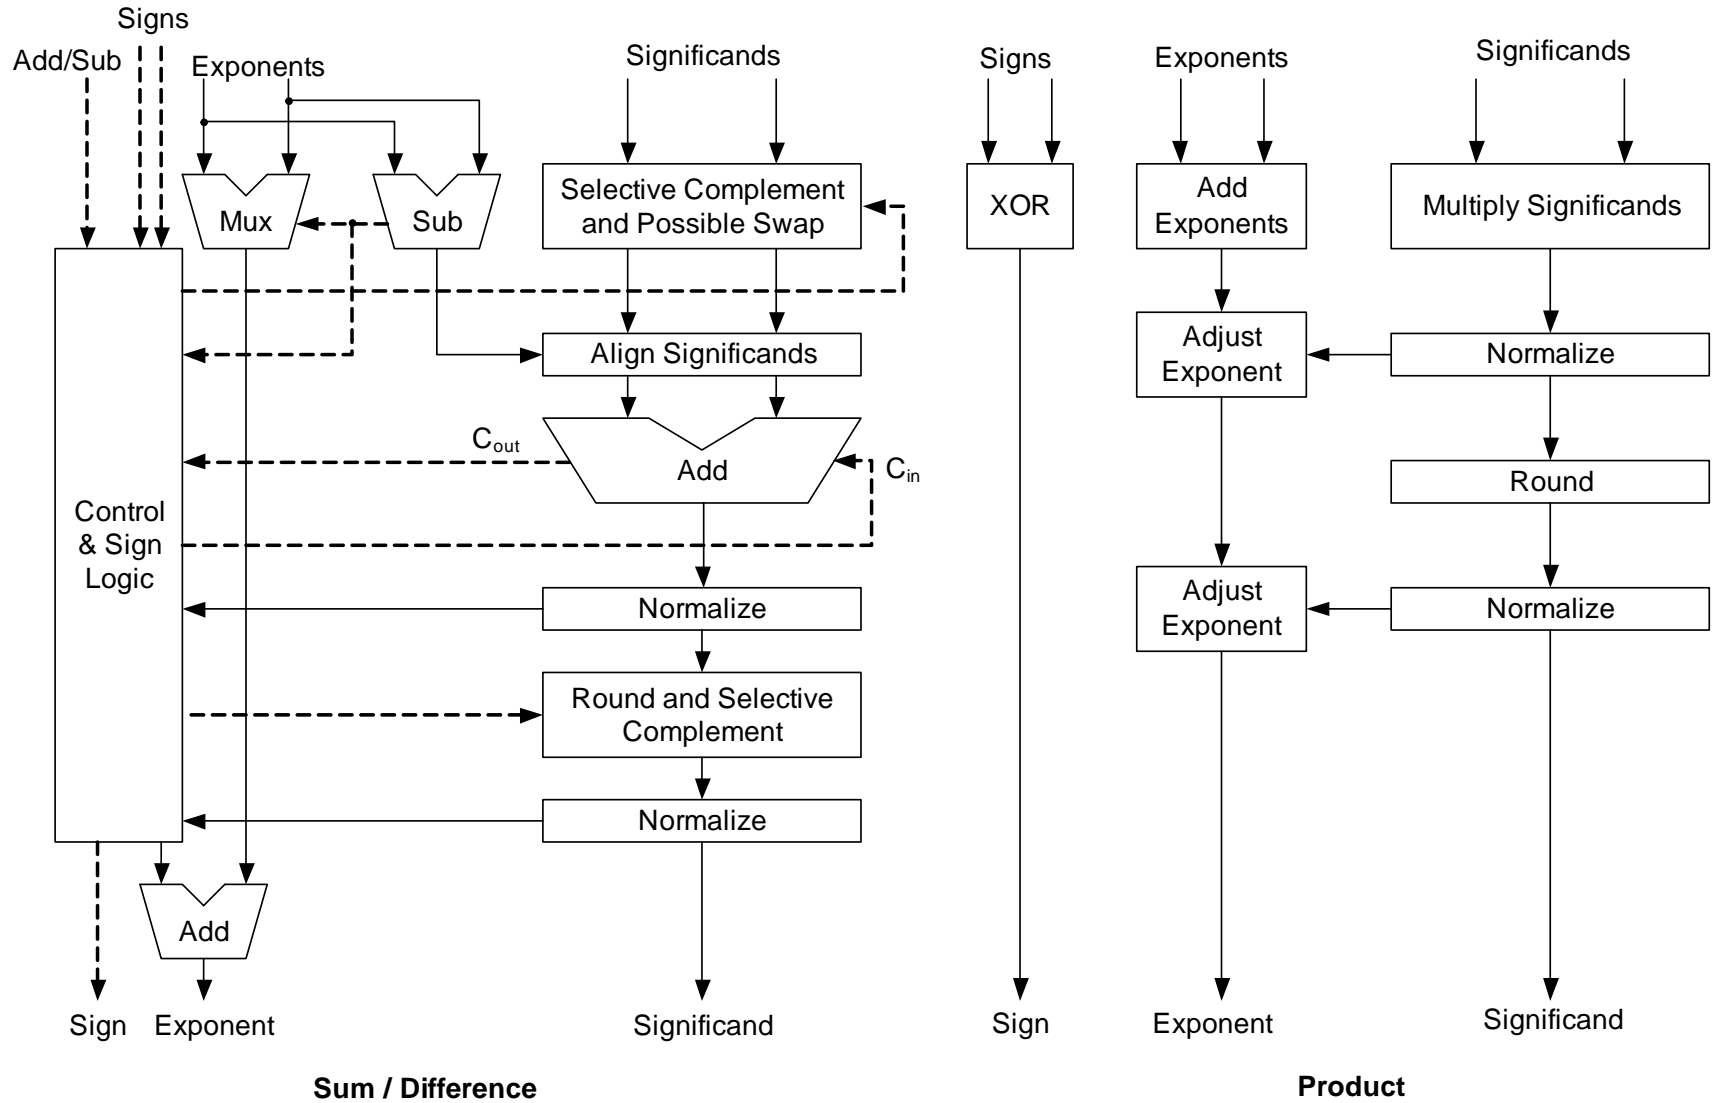 Signs
Add/Sub
Exponents
Significands
Mux
Sub
Selective Complement
and Possible Swap
Align Significands
Cout
Add
Cin
Control
& Sign
Logic
Normalize
Round and Selective
Complement
Normalize
Add
Sign
Exponent
Significand
Sum / Difference
Signs
Exponents
Significands
XOR
Add
Exponents
Multiply Significands
Adjust
Exponent
Normalize
Round
Adjust
Exponent
Normalize
Sign
Exponent
Significand
Product